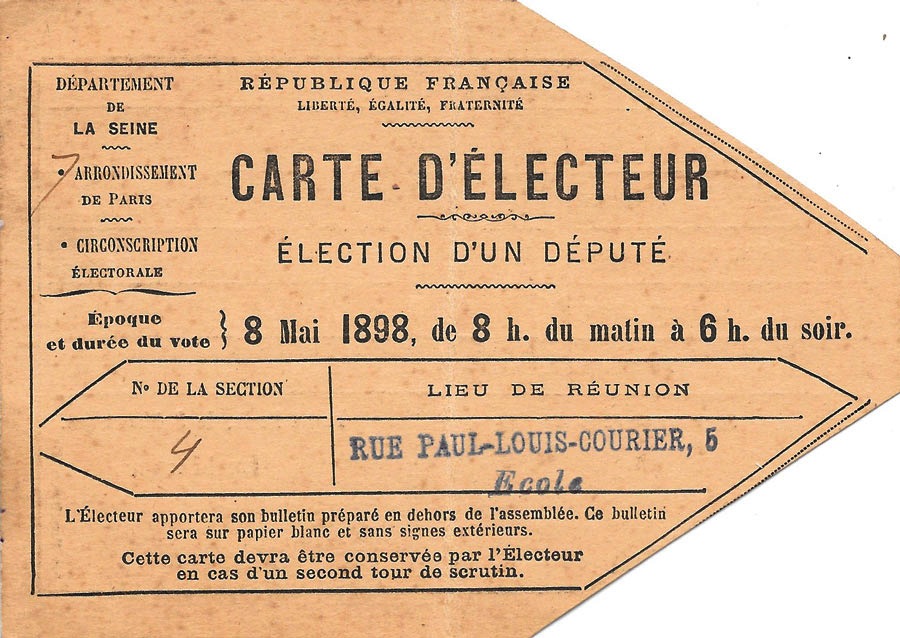 DÉPARTEMENT
DE
LA SEINE
7 • ARRONDISSEMENT
DE PARIS
• CIRCONSCRIPTION
ÉLECTORALE
RÉPUBLIQUE FRANÇAISE
LIBERTÉ, ÉGALITÉ, FRATERNITÉ
CARTE D'ÉLECTEUR
ÉLECTION D'UN DÉPUTÉ
Époque
et durée du vote } 8 Mai 1898, de 8 h. du matin à 6 h. du soir.
No DE LA SECTION
4
LIEU DE RÉUNION
RUE PAUL-LOUIS-COURIER, 5
Ecole
L'Électeur apportera son bulletin préparé en dehors de l'assemblée. Ce bulletin
sera sur papier blanc et sans signes extérieurs.
Cette carte devra être conservée par l'Électeur
en cas d'un second tour de scrutin.